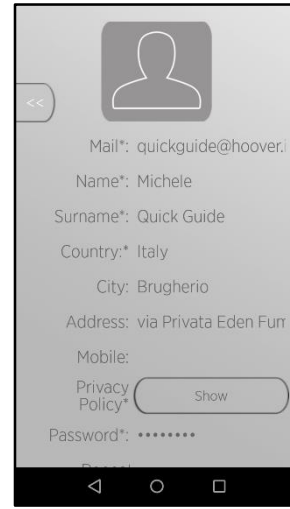 <<
Mail*: quickguide@hoover.i
Name*: Michele
Surname*: Quick Guide
Country:* Italy
City: Brugherio
Address: via Privata Eden Fum
Mobile:
Privacy
Policy*
Show
Password*: ••••••••